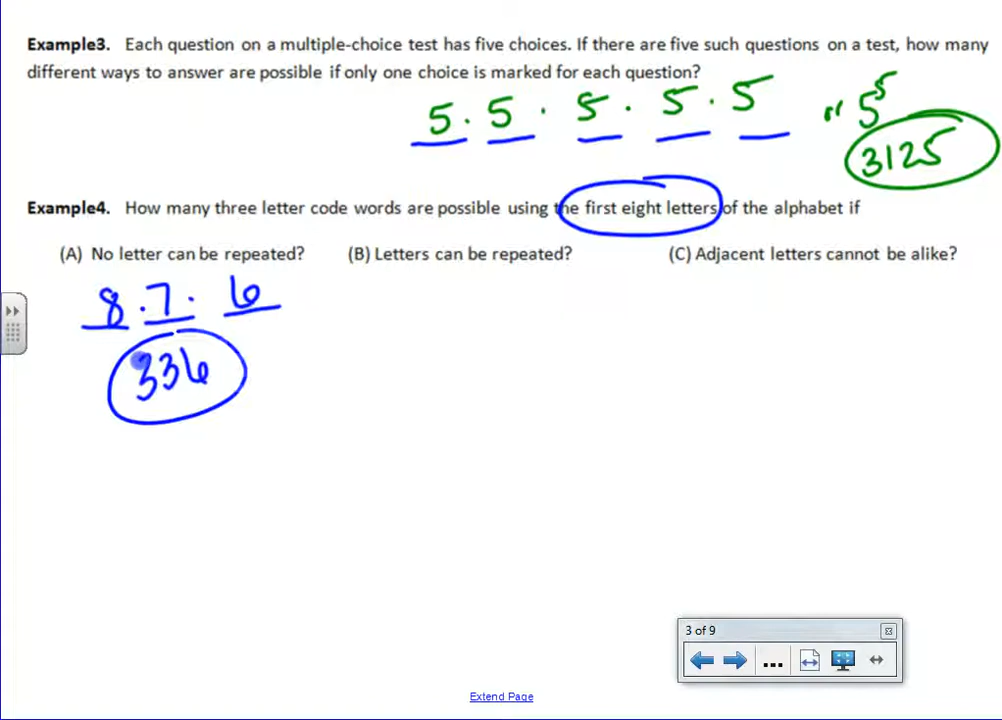 Example3. Each question on a multiple-choice test has five choices. If there are five such questions on a test, how many
different ways to answer are possible if only one choice is marked for each question?
5 . 5 . 5 . 5 . 5 " 5⁵
3125
Example4. How many three letter code words are possible using the first eight letters of the alphabet if
(A) No letter can be repeated? (B) Letters can be repeated? (C) Adjacent letters cannot be alike?
8 . 7 . 6
336
3 of 9
...
Extend Page